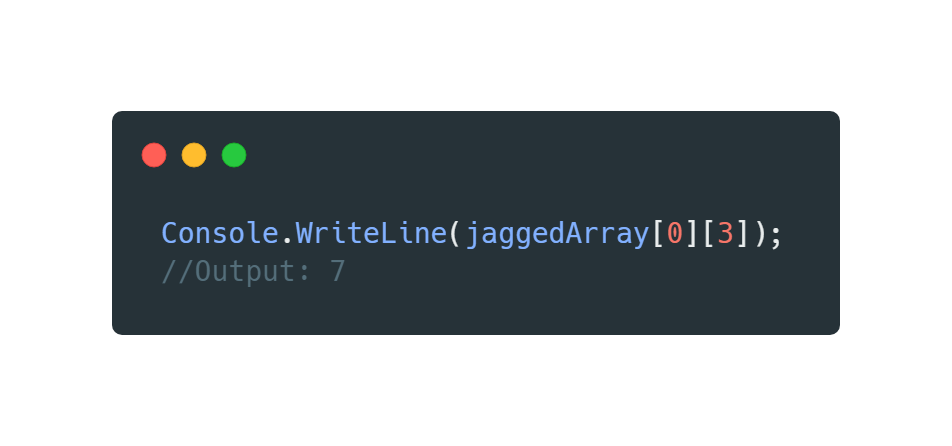 Console.WriteLine(jaggedArray[0][3]);
//Output: 7